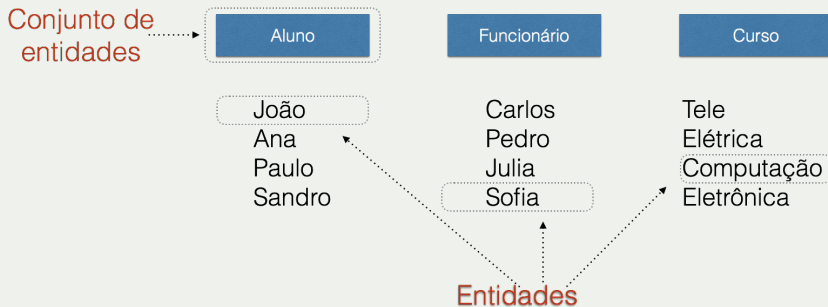 Conjunto de
entidades
Aluno
Funcionário
Curso
João
Ana
Paulo
Sandro
Carlos
Pedro
Julia
Sofia
Tele
Elétrica
Computação
Eletrônica
Entidades